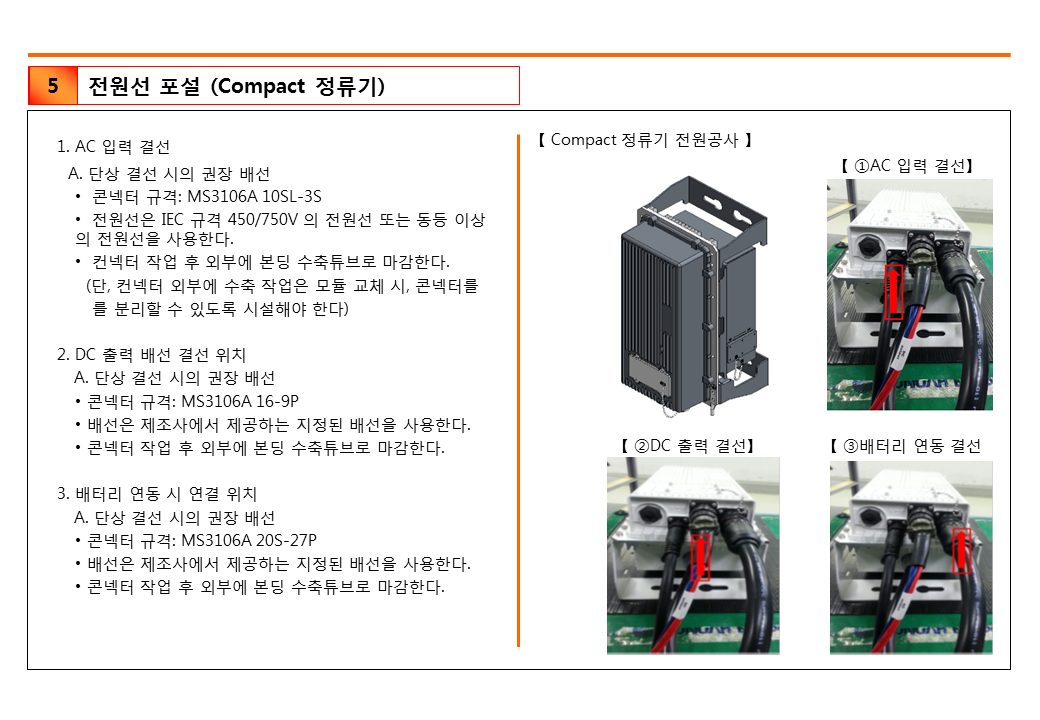 5
전원선 포설 (Compact 정류기)
1. AC 입력 결선
A. 단상 결선 시의 권장 배선
• 콘넥터 규격: MS3106A 10SL-3S
• 전원선은 IEC 규격 450/750V 의 전원선 또는 동등 이상
의 전원선을 사용한다.
• 컨넥터 작업 후 외부에 본딩 수축튜브로 마감한다.
(단, 컨넥터 외부에 수축 작업은 모듈 교체 시, 콘넥터를
를 분리할 수 있도록 시설해야 한다)
2. DC 출력 배선 결선 위치
A. 단상 결선 시의 권장 배선
• 콘넥터 규격: MS3106A 16-9P
• 배선은 제조사에서 제공하는 지정된 배선을 사용한다.
• 콘넥터 작업 후 외부에 본딩 수축튜브로 마감한다.
3. 배터리 연동 시 연결 위치
A. 단상 결선 시의 권장 배선
• 콘넥터 규격: MS3106A 20S-27P
• 배선은 제조사에서 제공하는 지정된 배선을 사용한다.
• 콘넥터 작업 후 외부에 본딩 수축튜브로 마감한다.
【 Compact 정류기 전원공사 】
【 ①AC 입력 결선】
【 ②DC 출력 결선】
【 ③배터리 연동 결선